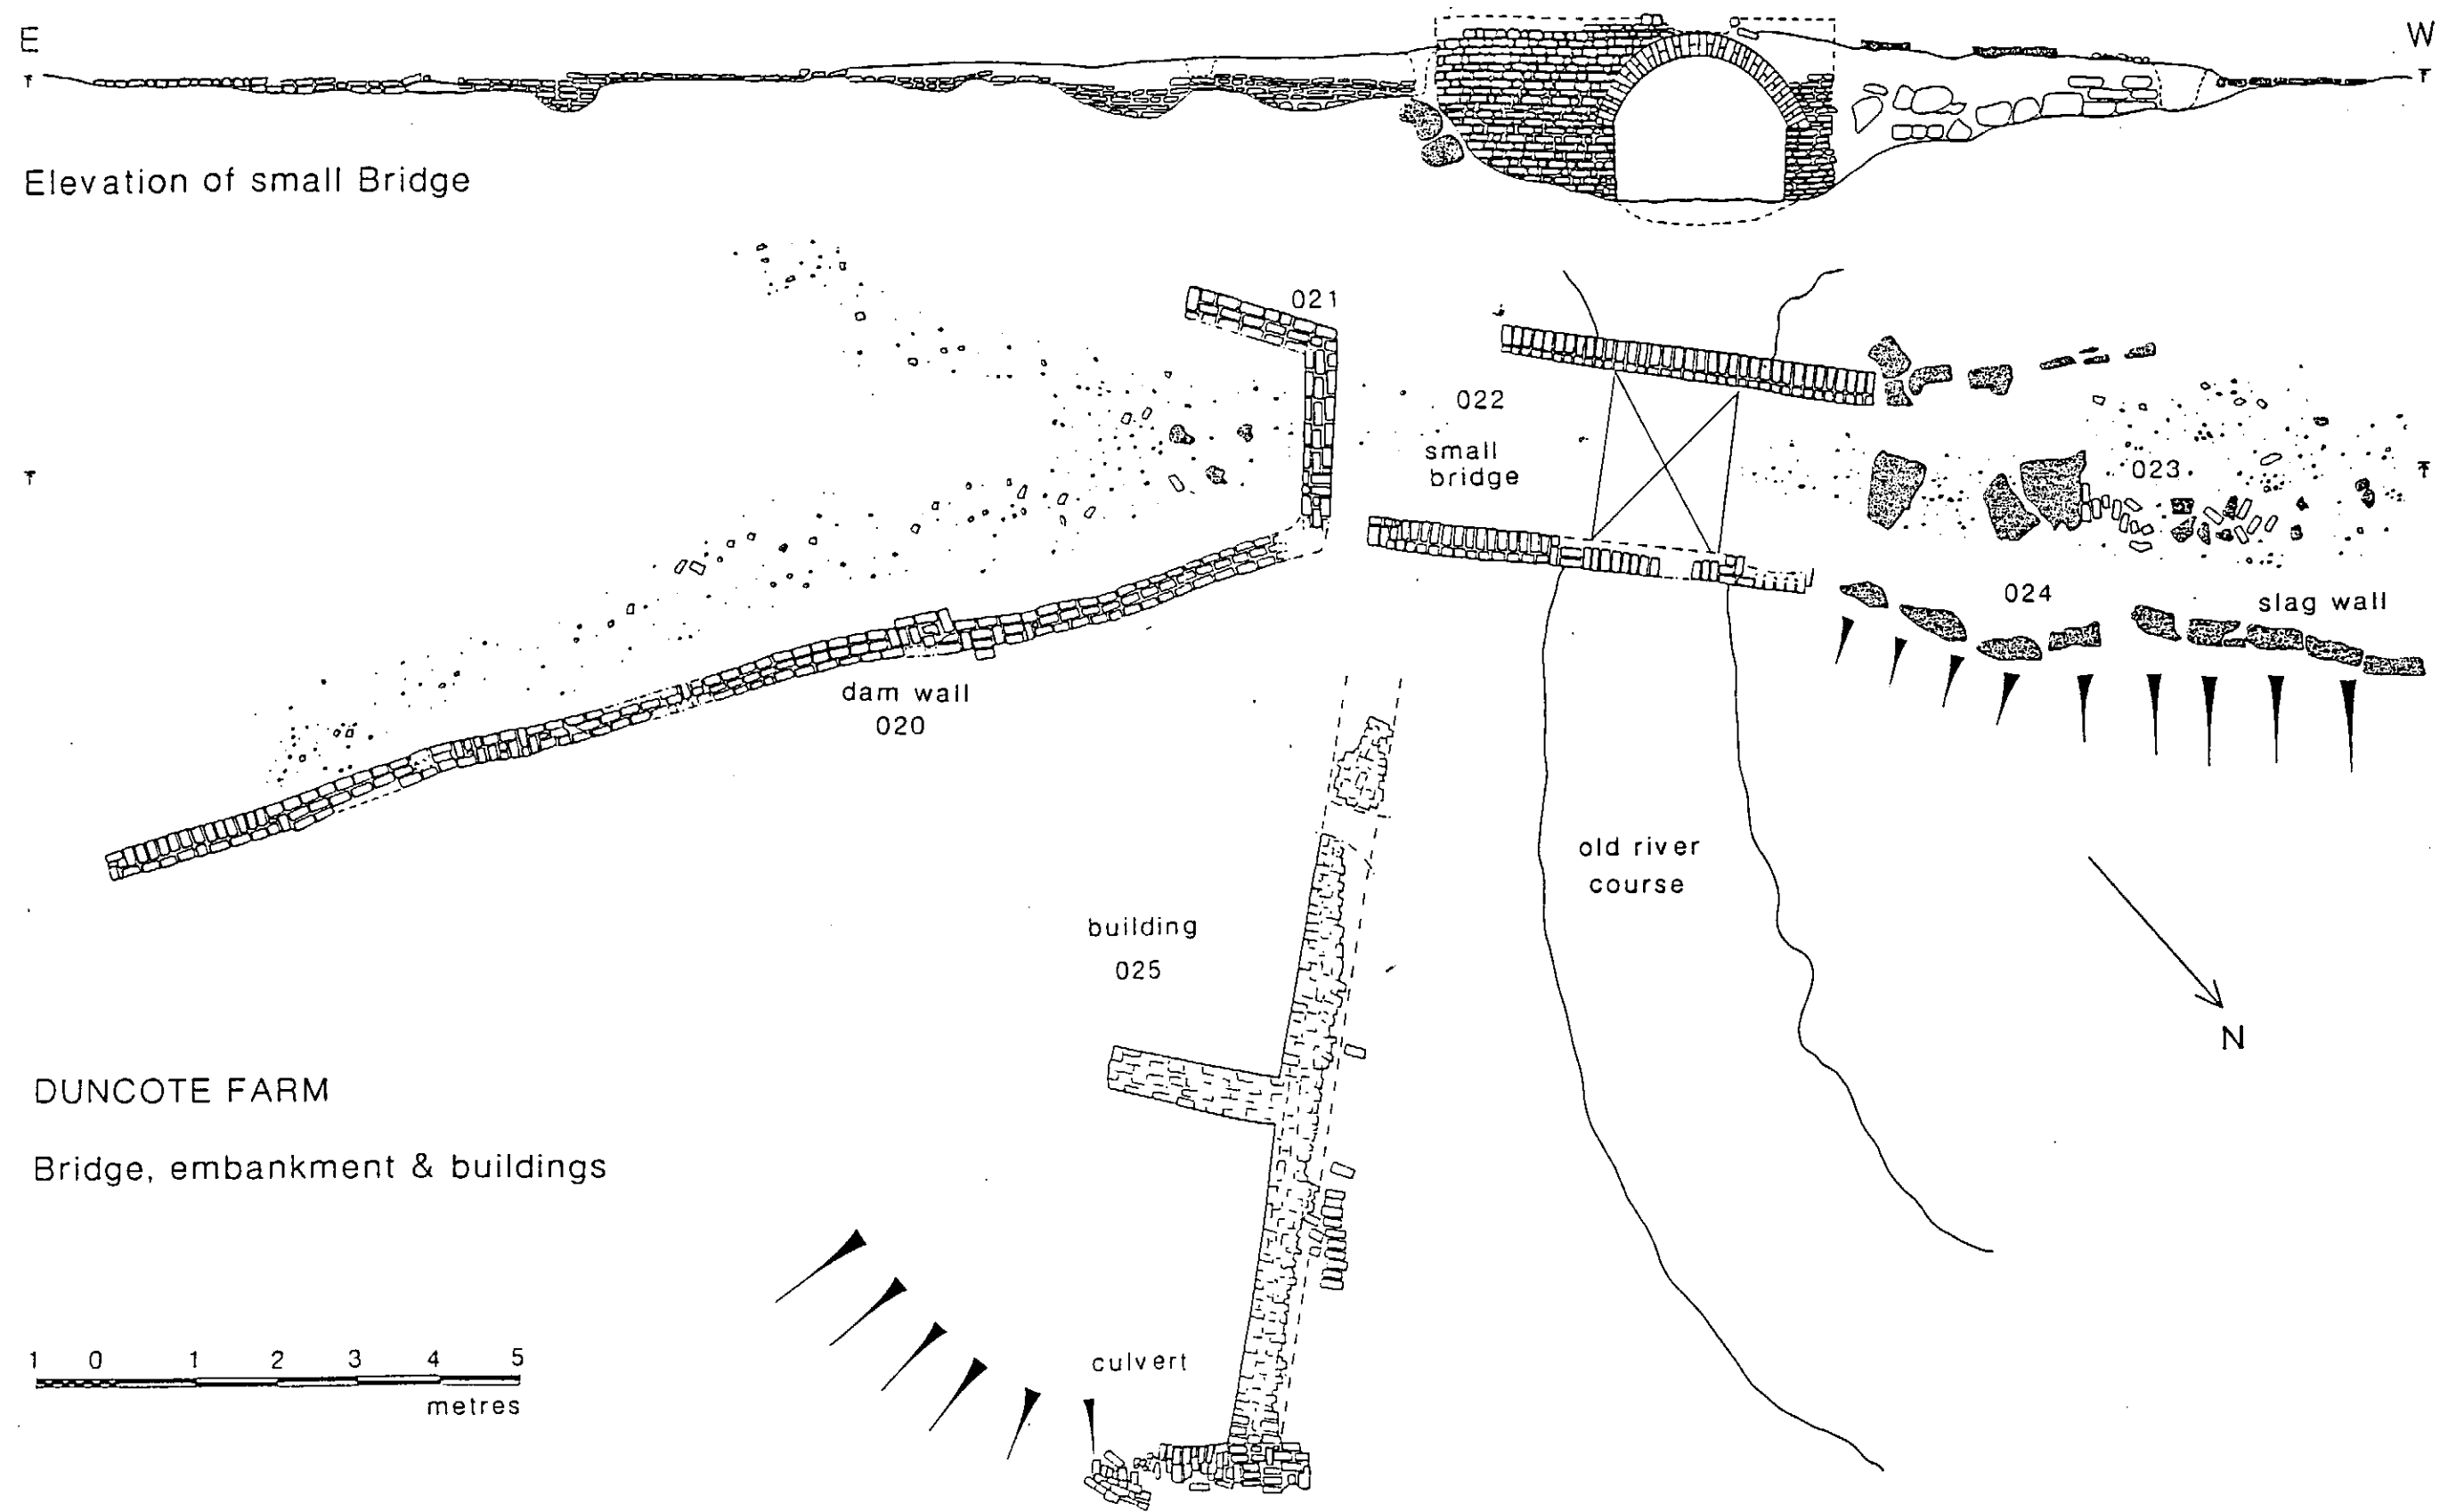 E
W
Elevation of small Bridge
021
022
small
bridge
023
024
slag wall
dam wall
020
old river
course
building
025
N
DUNCOTE FARM
Bridge, embankment & buildings
culvert
1 0 1 2 3 4 5
metres